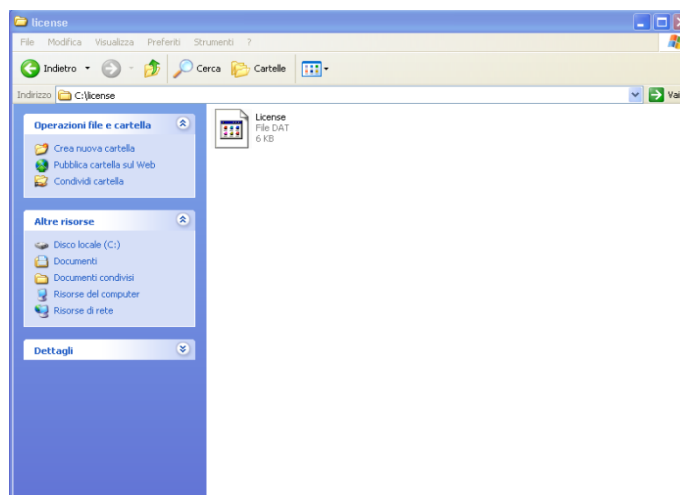 license
File Modifica Visualizza Preferiti Strumenti ?
Indietro Cerca Cartelle
Indirizzo C:\license Vai
Operazioni file e cartella
Crea nuova cartella
Pubblica cartella sul Web
Condividi cartella
Altre risorse
Disco locale (C:)
Documenti
Documenti condivisi
Risorse del computer
Risorse di rete
Dettagli
License
File DAT
6 KB